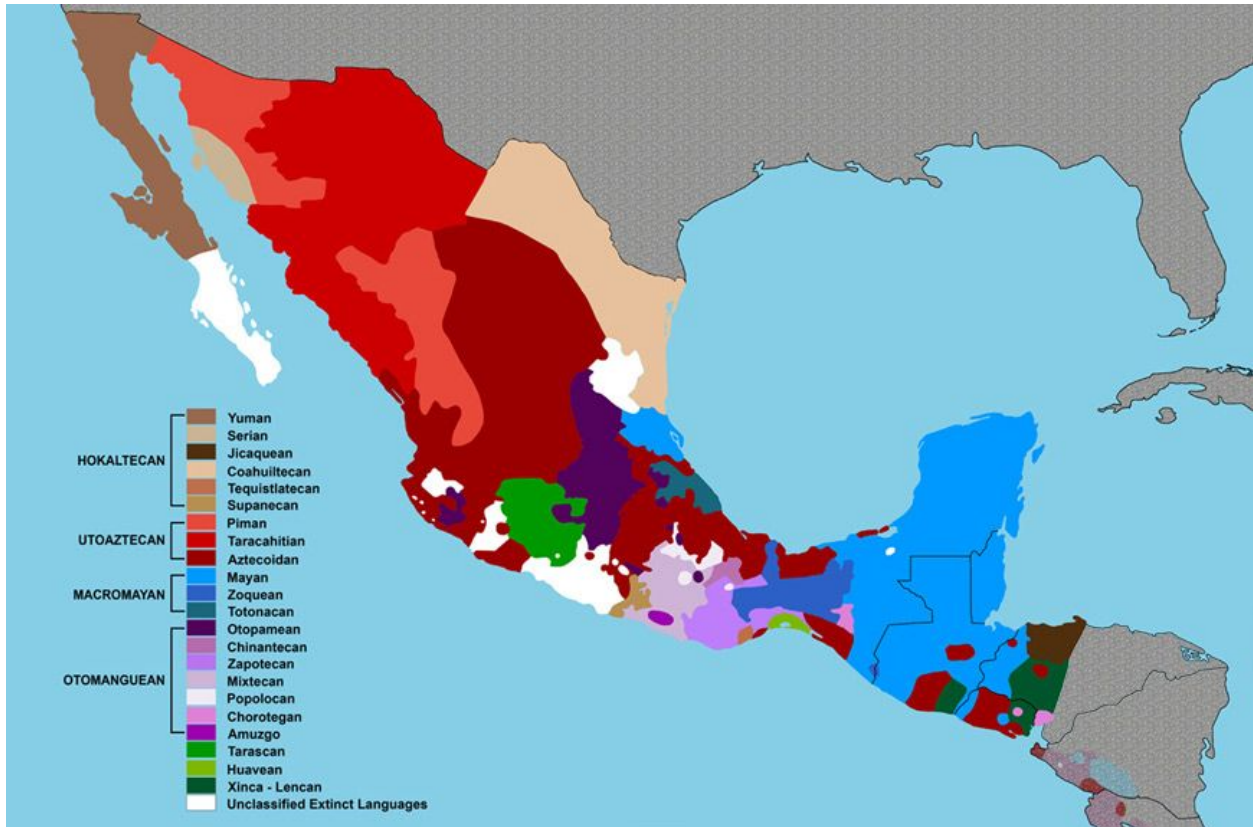 HOKALTECAN
Yuman
Serian
Jicaquean
Coahuiltecan
Tequistlatecan
Supanecan
UTOAZTECAN
Piman
Taracahitian
Aztecoidan
MACROMAYAN
Mayan
Zoquean
Totonacan
OTOMANGUEAN
Otopamean
Chinantecan
Zapotecan
Mixtecan
Popolocan
Chorotegan
Amuzgo
Tarascan
Huavean
Xinca - Lencan
Unclassified Extinct Languages